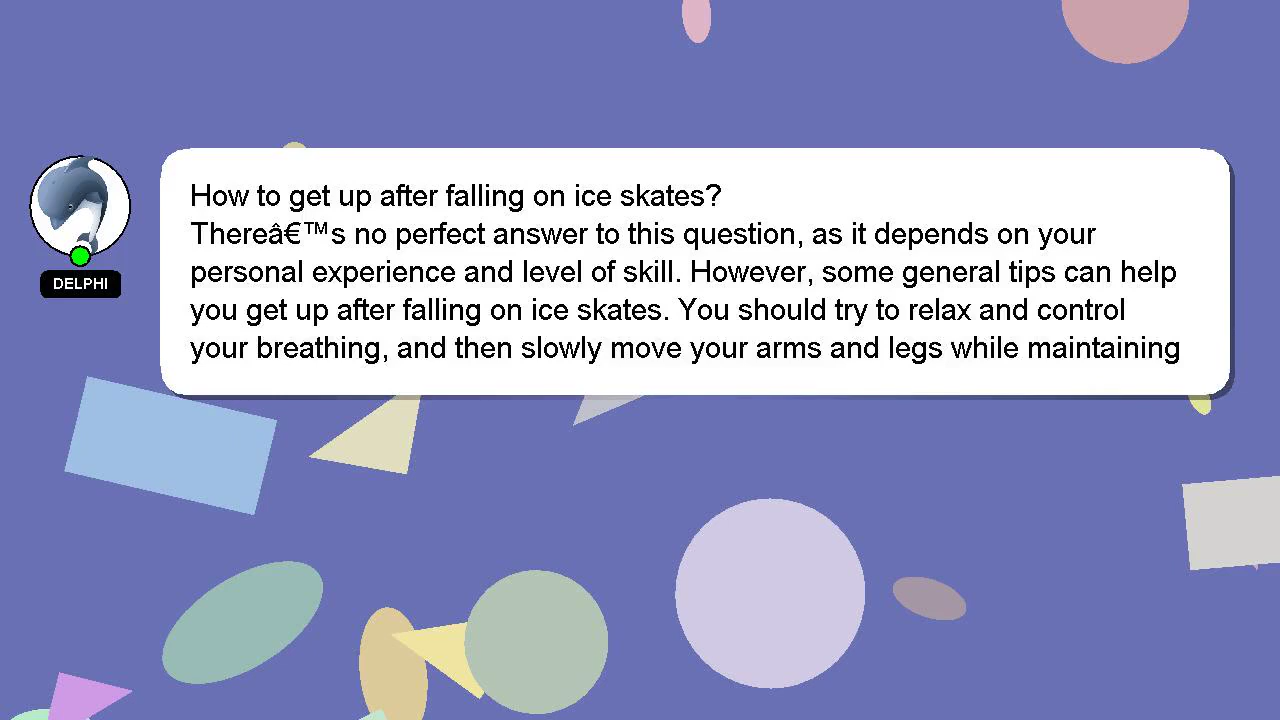 How to get up after falling on ice skates?
Thereâ€™s no perfect answer to this question, as it depends on your
personal experience and level of skill. However, some general tips can help
you get up after falling on ice skates. You should try to relax and control
your breathing, and then slowly move your arms and legs while maintaining
DELPHI